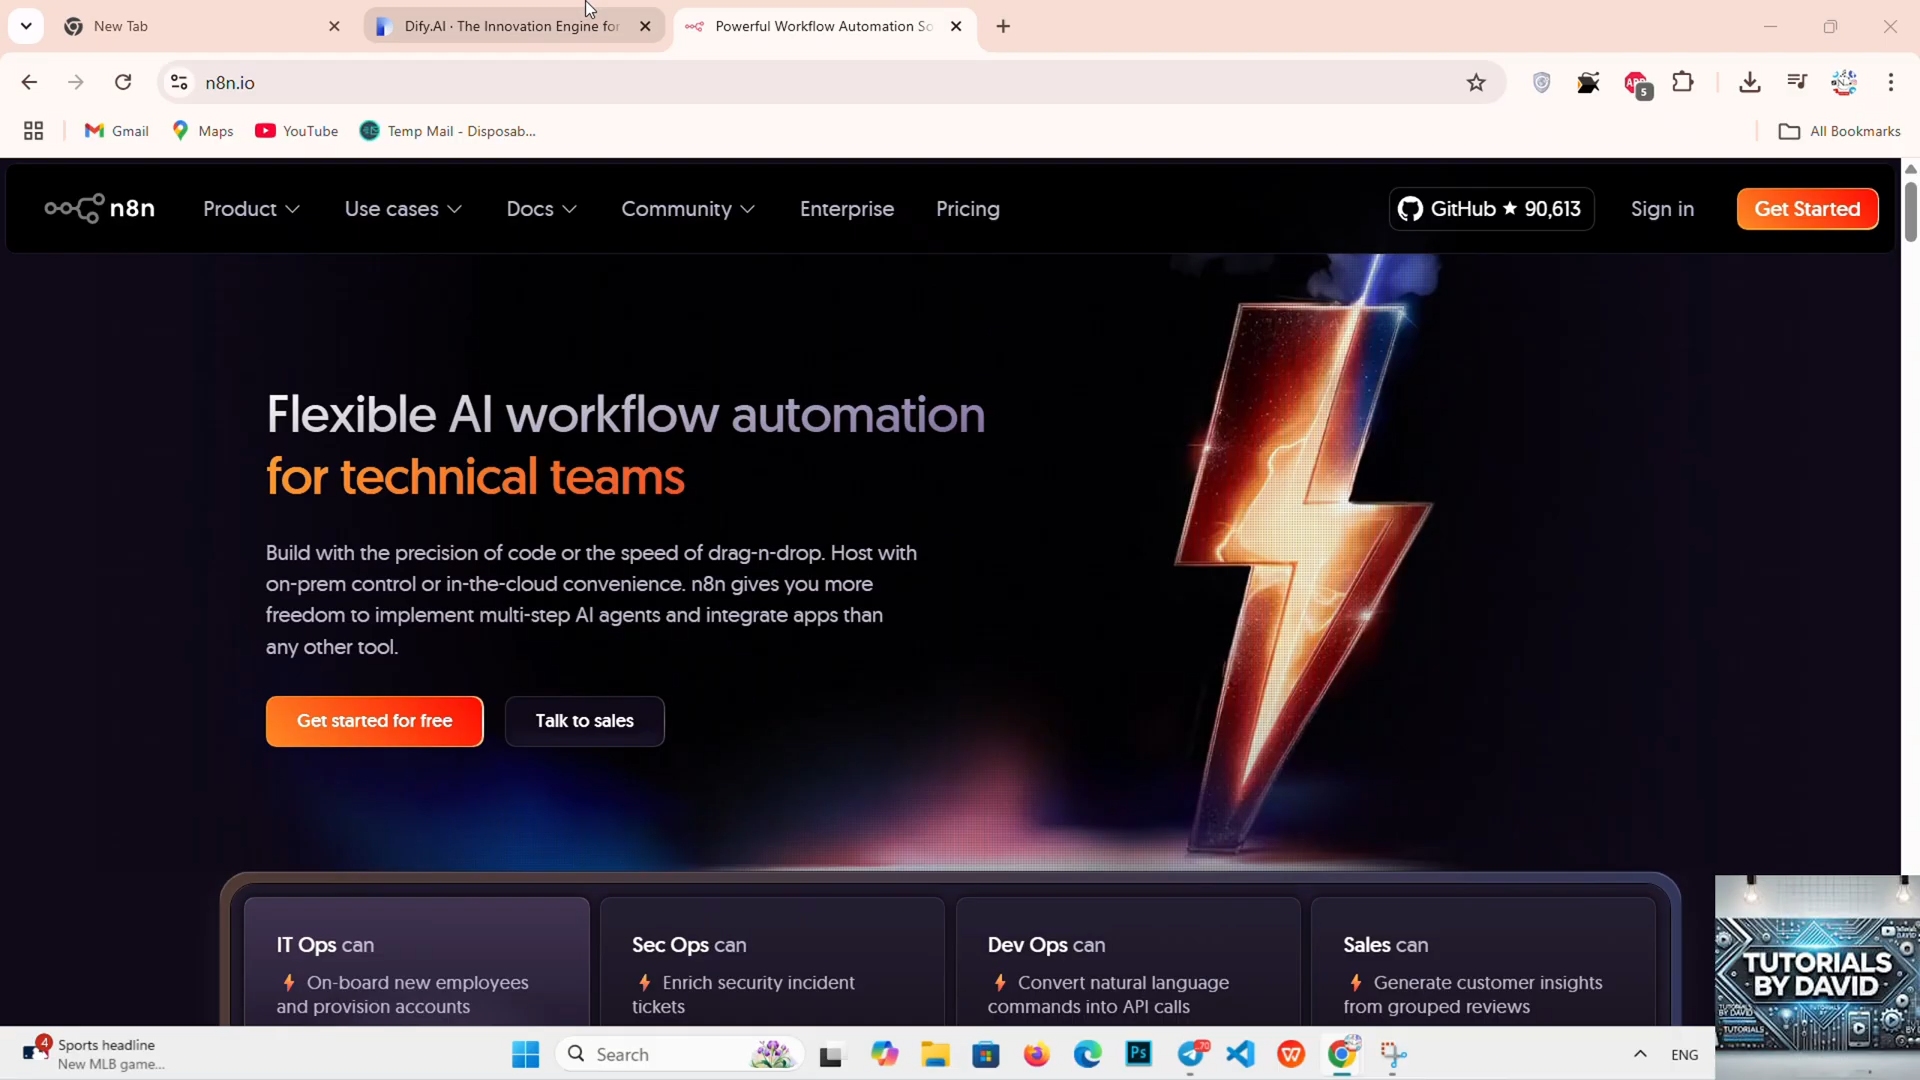 New Tab
Dify.AI · The Innovation Engine for
Powerful Workflow Automation So
n8n.io
5
Gmail
Maps
YouTube
Temp Mail - Disposab...
All Bookmarks
n8n
Product
Use cases
Docs
Community
Enterprise
Pricing
GitHub ★ 90,613
Sign in
Get Started
Flexible AI workflow automation
for technical teams
Build with the precision of code or the speed of drag-n-drop. Host with
on-prem control or in-the-cloud convenience. n8n gives you more
freedom to implement multi-step AI agents and integrate apps than
any other tool.
Get started for free
Talk to sales
IT Ops can
On-board new employees
and provision accounts
Sec Ops can
Enrich security incident
tickets
Dev Ops can
Convert natural language
commands into API calls
Sales can
Generate customer insights
from grouped reviews
TUTORIALS
BY DAVID
4
Sports headline
New MLB game...
Search
Ps
70
ENG